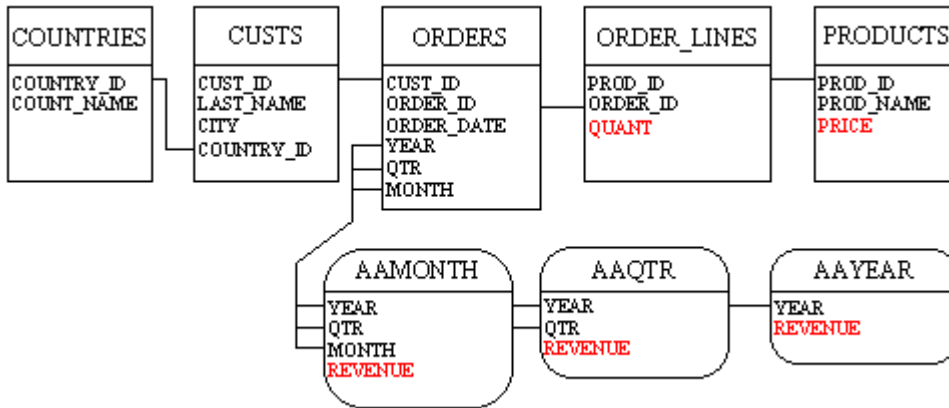 COUNTRIES
COUNTRY_ID
COUNT_NAME
CUSTS
CUST_ID
LAST_NAME
CITY
COUNTRY_ID
ORDERS
CUST_ID
ORDER_ID
ORDER_DATE
YEAR
QTR
MONTH
ORDER_LINES
PROD_ID
ORDER_ID
QUANT
PRODUCTS
PROD_ID
PROD_NAME
PRICE
AAMONTH
YEAR
QTR
MONTH
REVENUE
AAQTR
YEAR
QTR
REVENUE
AAYEAR
YEAR
REVENUE